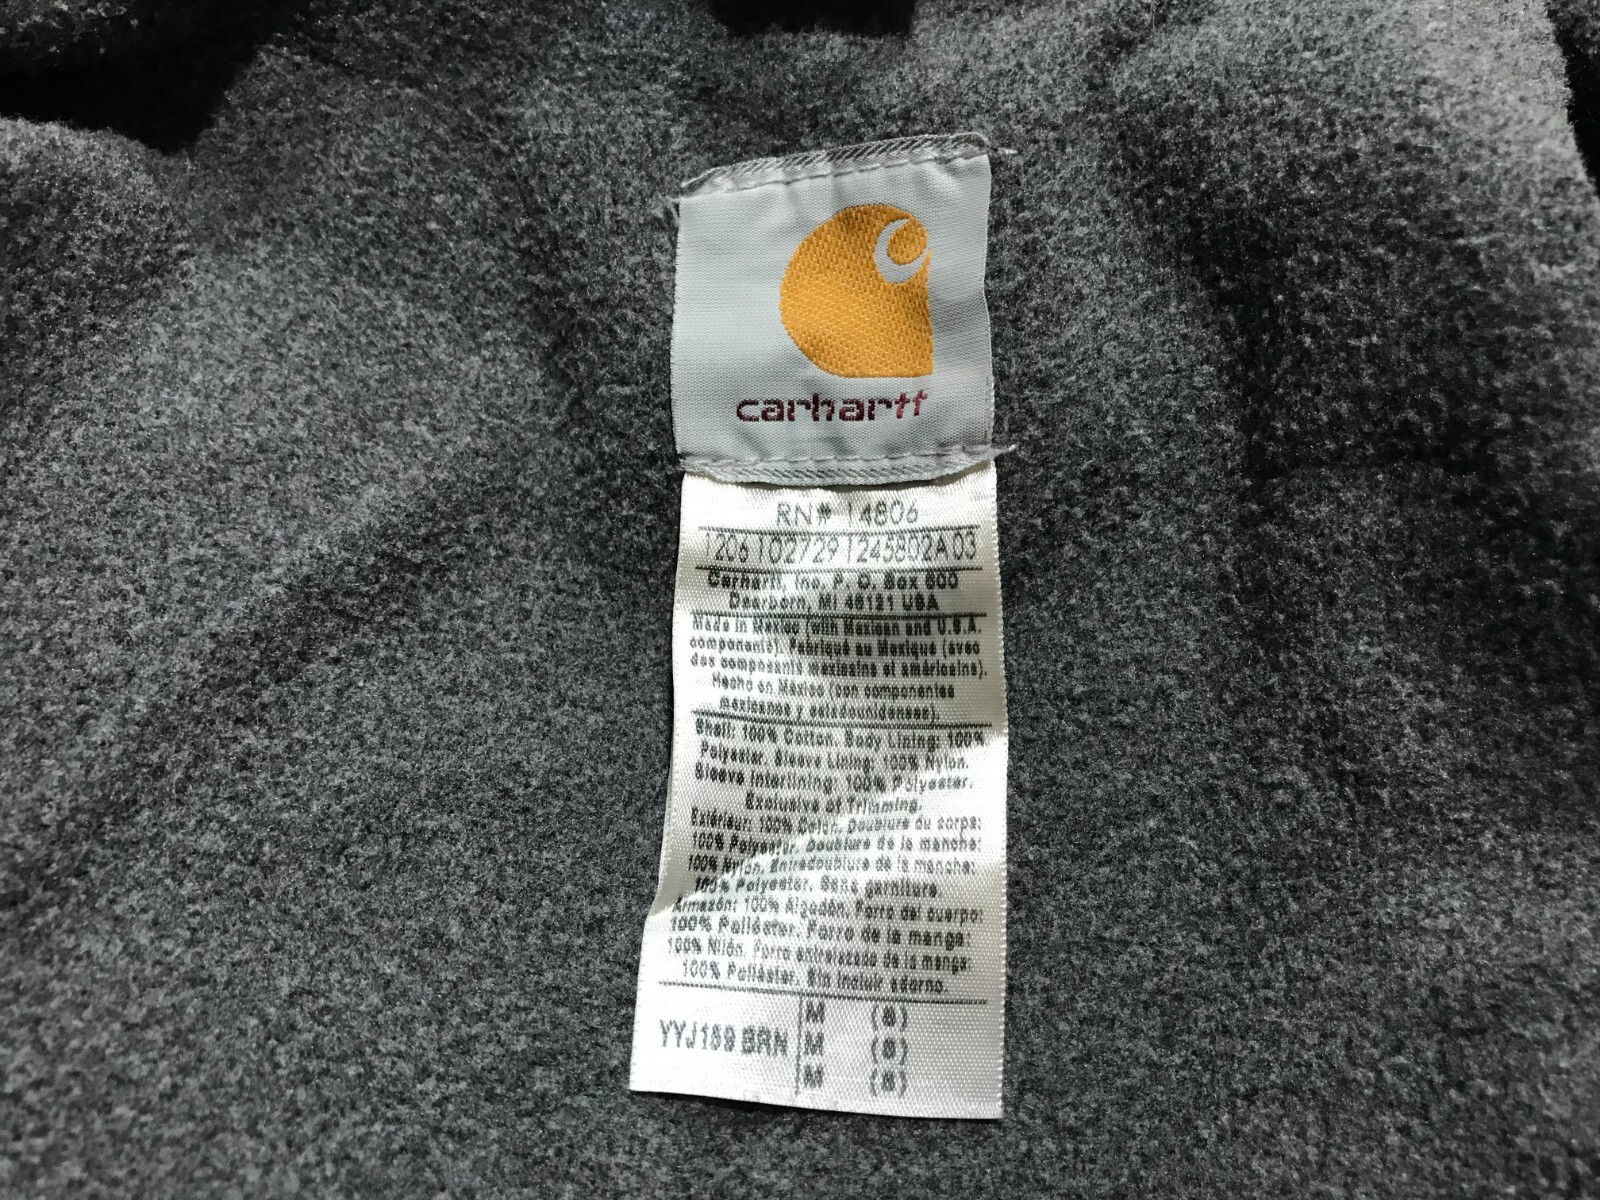 carhartt
RN# 14806
1206102729 1245802A03
Carhartt, Inc. P. O. Box 600
Dearborn, MI 48121 USA
Made in Mexico (with Mexican and U.S.A.
components). Fabriqué au Mexique (avec
des composants mexicains et américains).
Hecho en México (con componentes
mexicanos y estadounidenses).
Shell: 100% Cotton. Body Lining: 100%
Polyester. Sleeve Lining: 100% Nylon.
Sleeve Interlining: 100% Polyester.
Exclusive of Trimming.
Extérieur: 100% Coton. Doublure du corps:
100% Polyester. Doublure de la manche:
100% Nylon. Entredoublure de la manche:
100% Polyester. Sans garniture.
Armazón: 100% Algodón. Forro del cuerpo:
100% Poliéster. Forro de la manga:
100% Nilón. Forro entrelazado de la manga:
100% Poliéster. Sin incluir adorno.
YYJ159 BRN
M (8)
M (8)
M (8)